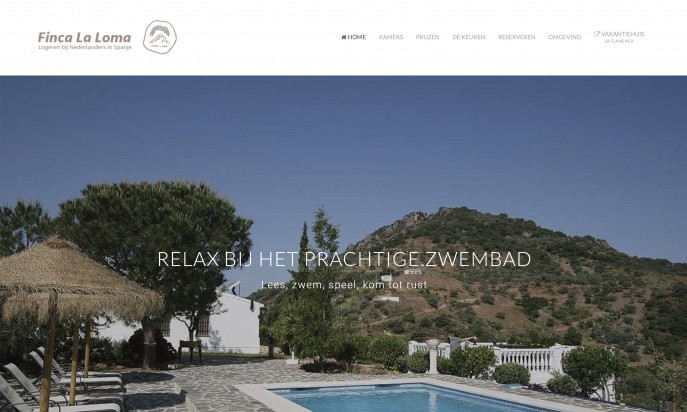 Finca La Loma
Logeren bij Nederlanders in Spanje
HOME
KAMERS
PRIJZEN
DE KEUKEN
RESERVEREN
OMGEVING
VAKANTIEHUIS
LA FLAMENCA
RELAX BIJ HET PRACHTIGE ZWEMBAD
Lees, zwem, speel, kom tot rust